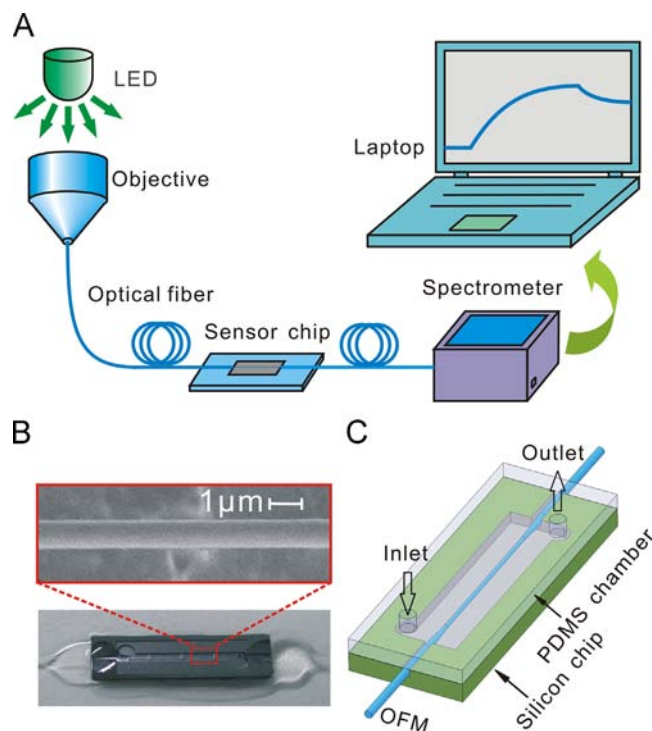 A
LED
Objective
Laptop
Optical fiber
Sensor chip
Spectrometer
B
1μm
C
Outlet
Inlet
PDMS chamber
Silicon chip
OFM